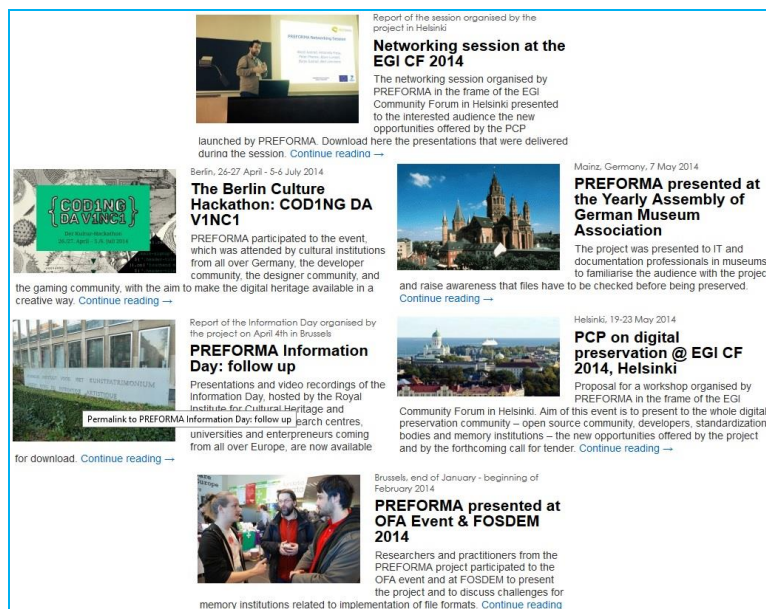 Report of the session organised by the
project in Helsinki
Networking session at the
EGI CF 2014
The networking session organised by
PREFORMA in the frame of the EGI
Community Forum in Helsinki presented
to the interested audience the new
opportunities offered by the PCP
launched by PREFORMA. Download here the presentations that were delivered
during the session. Continue reading →
PREFORMA Networking Session
Berlin, 26-27 April - 5-6 July 2014
The Berlin Culture
Hackathon: COD1NG DA
V1NC1
PREFORMA participated to the event,
which was attended by cultural institutions
from all over Germany, the developer
community, the designer community, and
the gaming community, with the aim to make the digital heritage available in a
creative way. Continue reading →
{COD1NG
DA V1NC1}
Der Kultur-Hackathon
Mainz, Germany, 7 May 2014
PREFORMA presented at
the Yearly Assembly of
German Museum
Association
The project was presented to IT and
documentation professionals in museums
to familiarise the audience with the projec
and raise awareness that files have to be checked before being preserved.
Continue reading →
Report of the Information Day organised by
the project on April 4th in Brussels
PREFORMA Information
Day: follow up
Presentations and video recordings of the
Information Day, hosted by the Royal
Institute for Cultural Heritage and
earch centres,
universities and enterpreneurs coming
from all over Europe, are now available
for download. Continue reading →
Permalink to PREFORMA Information Day: follow up
Helsinki, 19-23 May 2014
PCP on digital
preservation @ EGI CF
2014, Helsinki
Proposal for a workshop organised by
PREFORMA in the frame of the EGI
Community Forum in Helsinki. Aim of this event is to present to the whole digital
preservation community – open source community, developers, standardization
bodies and memory institutions – the new opportunities offered by the project
and by the forthcoming call for tender. Continue reading →
Brussels, end of January - beginning of
February 2014
PREFORMA presented at
OFA Event & FOSDEM
2014
Researchers and practitioners from the
PREFORMA project participated to the
OFA event and at FOSDEM to present
the project and to discuss challenges for
memory institutions related to implementation of file formats. Continue reading